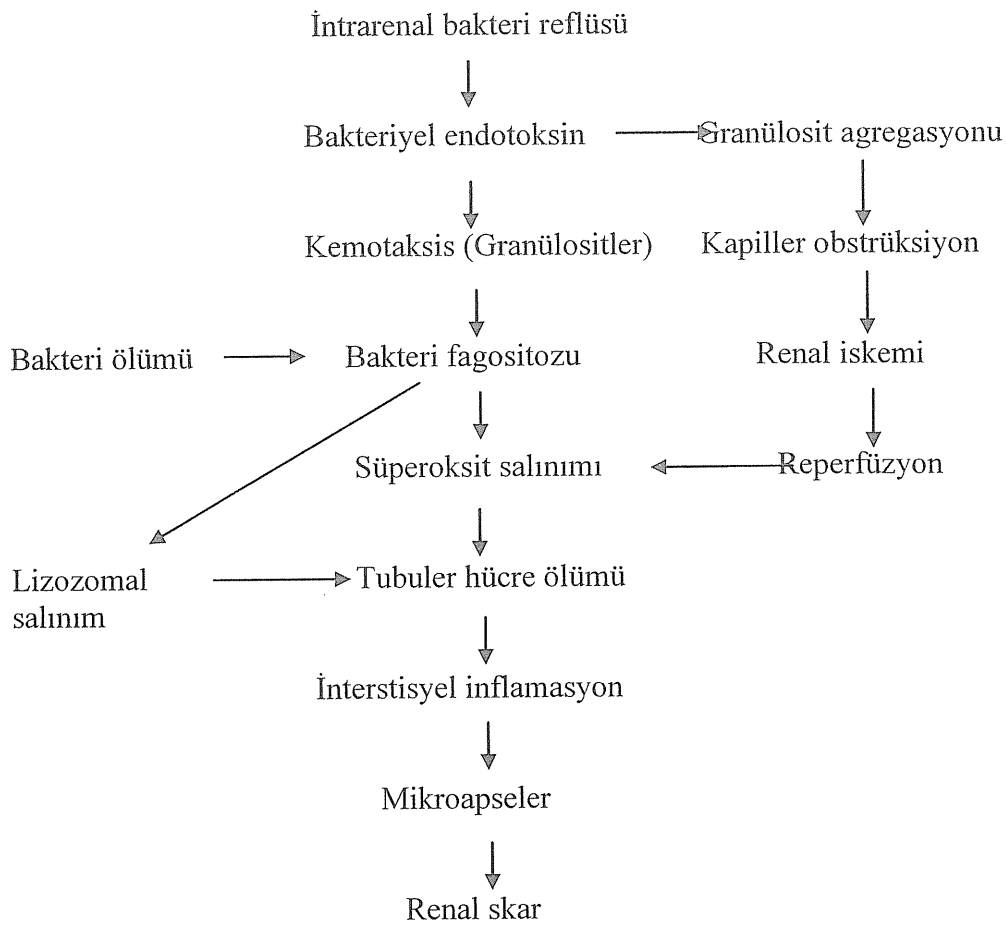 İntrarenal bakteri reflüsü
Bakteriyel endotoksin
Granülosit agregasyonu
Kemotaksis (Granülositler)
Kapiller obstrüksiyon
Bakteri ölümü
Bakteri fagositozu
Renal iskemi
Süperoksit salınımı
Reperfüzyon
Lizozomal
salınım
Tubuler hücre ölümü
İnterstisyel inflamasyon
Mikroapseler
Renal skar